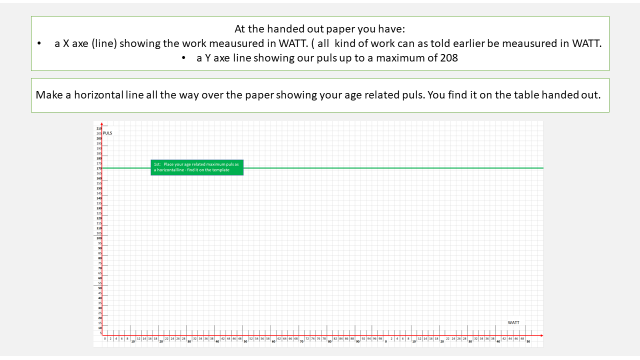 At the handed out paper you have:
• a X axe (line) showing the work meausured in WATT. ( all kind of work can as told earlier be meausured in WATT.
• a Y axe line showing our puls up to a maximum of 208
Make a horizontal line all the way over the paper showing your age related puls. You find it on the table handed out.
PULS
1st: Place your age related maximum puls as
a horizontal line - find it on the template
WATT